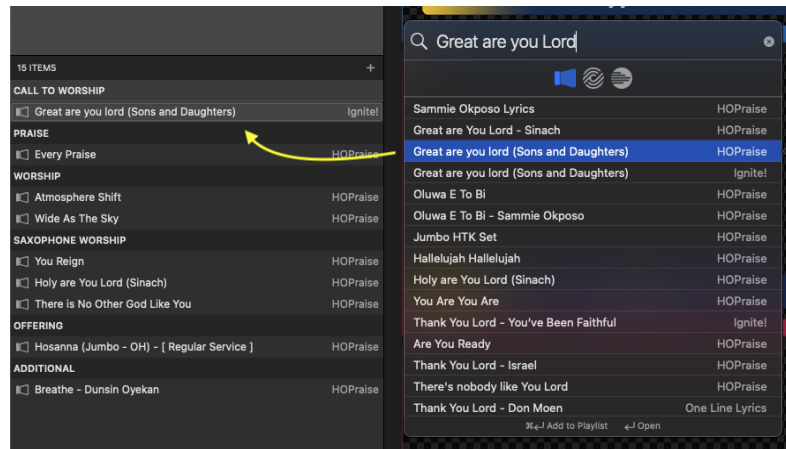 15 ITEMS +
CALL TO WORSHIP
Great are you lord (Sons and Daughters) Ignite!
PRAISE
Every Praise HOPraise
WORSHIP
Atmosphere Shift HOPraise
Wide As The Sky HOPraise
SAXOPHONE WORSHIP
You Reign HOPraise
Holy are You Lord (Sinach) HOPraise
There is No Other God Like You HOPraise
OFFERING
Hosanna (Jumbo - OH) - [ Regular Service ] HOPraise
ADDITIONAL
Breathe - Dunsin Oyekan HOPraise
Great are you Lord
Sammie Okposo Lyrics HOPraise
Great are You Lord - Sinach HOPraise
Great are you lord (Sons and Daughters) HOPraise
Great are you lord (Sons and Daughters) Ignite!
Oluwa E To Bi HOPraise
Oluwa E To Bi - Sammie Okposo HOPraise
Jumbo HTK Set HOPraise
Hallelujah Hallelujah HOPraise
Holy are You Lord (Sinach) HOPraise
You Are You Are HOPraise
Thank You Lord - You've Been Faithful Ignite!
Are You Ready HOPraise
Thank You Lord - Israel HOPraise
There's nobody like You Lord HOPraise
Thank You Lord - Don Moen One Line Lyrics
⌘↩ Add to Playlist ↩ Open